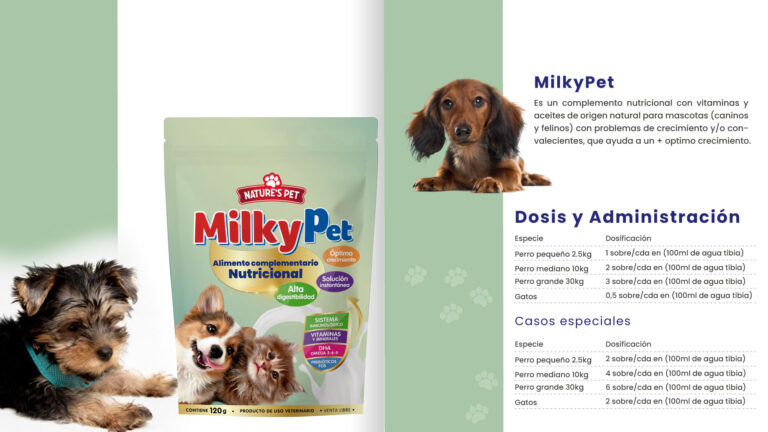 NATURE'S PET
MilkyPet
Alimento complementario
Nutricional
Óptimo
crecimiento
Solución
instantánea
Alta
digestibilidad
SISTEMA
INMUNOLÓGICO
VITAMINAS
Y MINERALES
DHA
OMEGA 3-6-9
PREBIÓTICOS
FOS
CONTIENE 120g • PRODUCTO DE USO VETERINARIO • VENTA LIBRE
MilkyPet
Es un complemento nutricional con vitaminas y
aceites de origen natural para mascotas (caninos
y felinos) con problemas de crecimiento y/o con-
valecientes, que ayuda a un + optimo crecimiento.
Dosis y Administración
Especie Dosificación
Perro pequeño 2.5kg 1 sobre/cda en (100ml de agua tibia)
Perro mediano 10kg 2 sobre/cda en (100ml de agua tibia)
Perro grande 30kg 3 sobre/cda en (100ml de agua tibia)
Gatos 0,5 sobre/cda en (100ml de agua tibia)
Casos especiales
Especie Dosificación
Perro pequeño 2.5kg 2 sobre/cda en (100ml de agua tibia)
Perro mediano 10kg 4 sobre/cda en (100ml de agua tibia)
Perro grande 30kg 6 sobre/cda en (100ml de agua tibia)
Gatos 2 sobre/cda en (100ml de agua tibia)